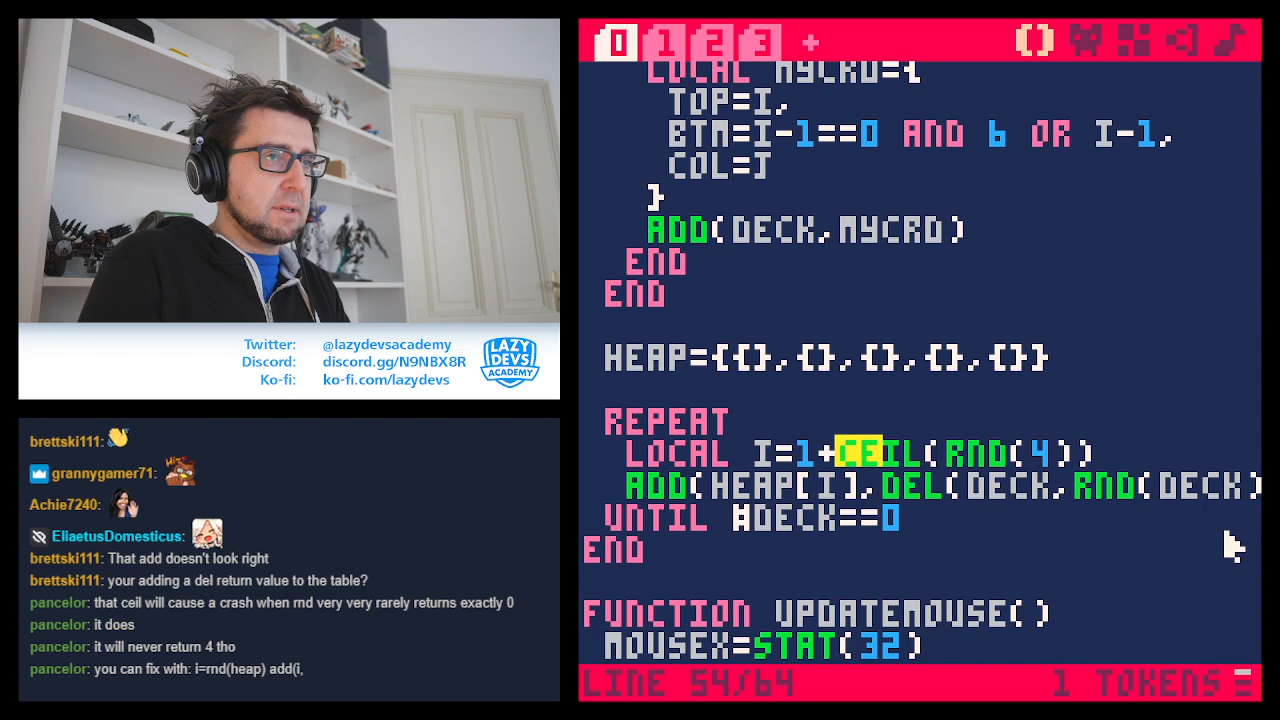 Twitter: @lazydevsacademy
Discord: discord.gg/N9NBX8R
Ko-fi: ko-fi.com/lazydevs
LAZY DEVS ACADEMY
brettski111:
grannygamer71:
Achie7240:
EliaetusDomesticus:
brettski111: That add doesn't look right
brettski111: your adding a del return value to the table?
pancelor: that ceil will cause a crash when rnd very very rarely returns exactly 0
pancelor: it does
pancelor: it will never return 4 tho
pancelor: you can fix with: i=rnd(heap) add(i,
0 1 2 3 + ()
LOCAL MYCRD={
TOP=I,
BTM=I-1==0 AND 6 OR I-1,
COL=J
}
ADD(DECK,MYCRD)
END
END
HEAP={{},{},{},{},{}}
REPEAT
LOCAL I=1+CEIL(RND(4))
ADD(HEAP[I],DEL(DECK,RND(DECK)
UNTIL #DECK==0
END
FUNCTION UPDATEMOUSE()
MOUSEX=STAT(32)
LINE 54/64 1 TOKENS